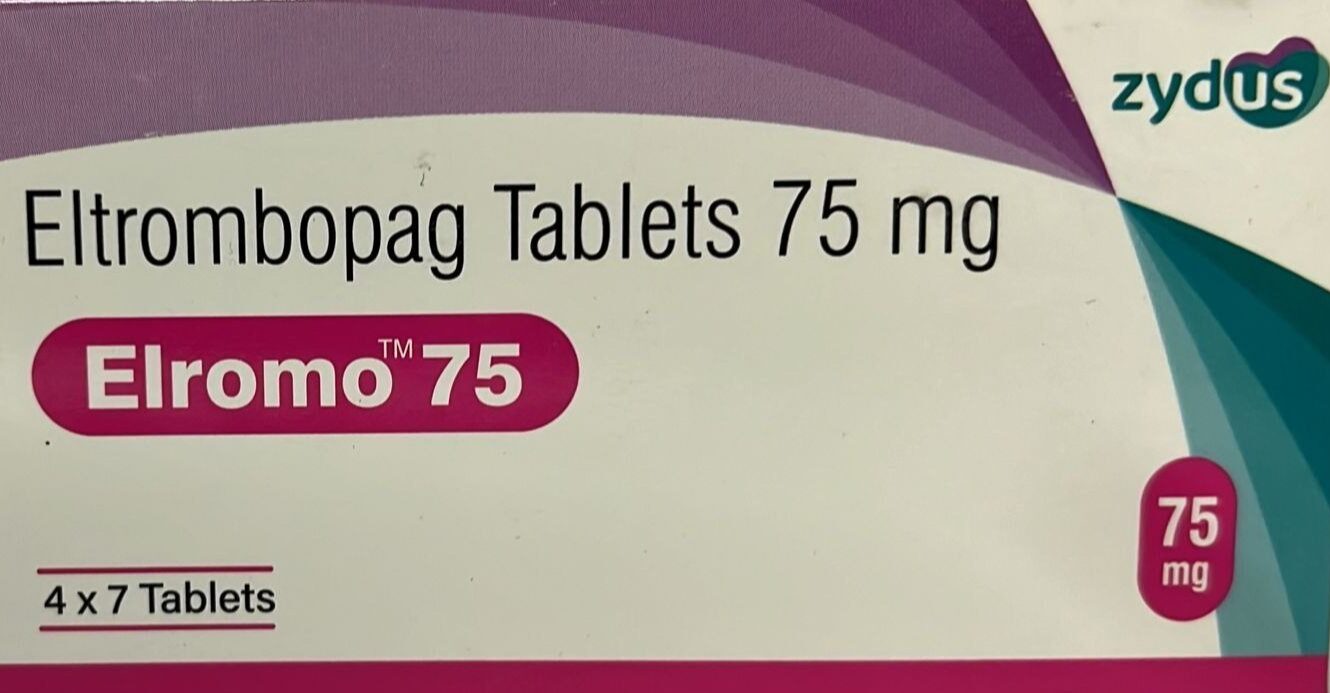 zydus
Eltrombopag Tablets 75 mg
Elromo™ 75
4 x 7 Tablets
75
mg